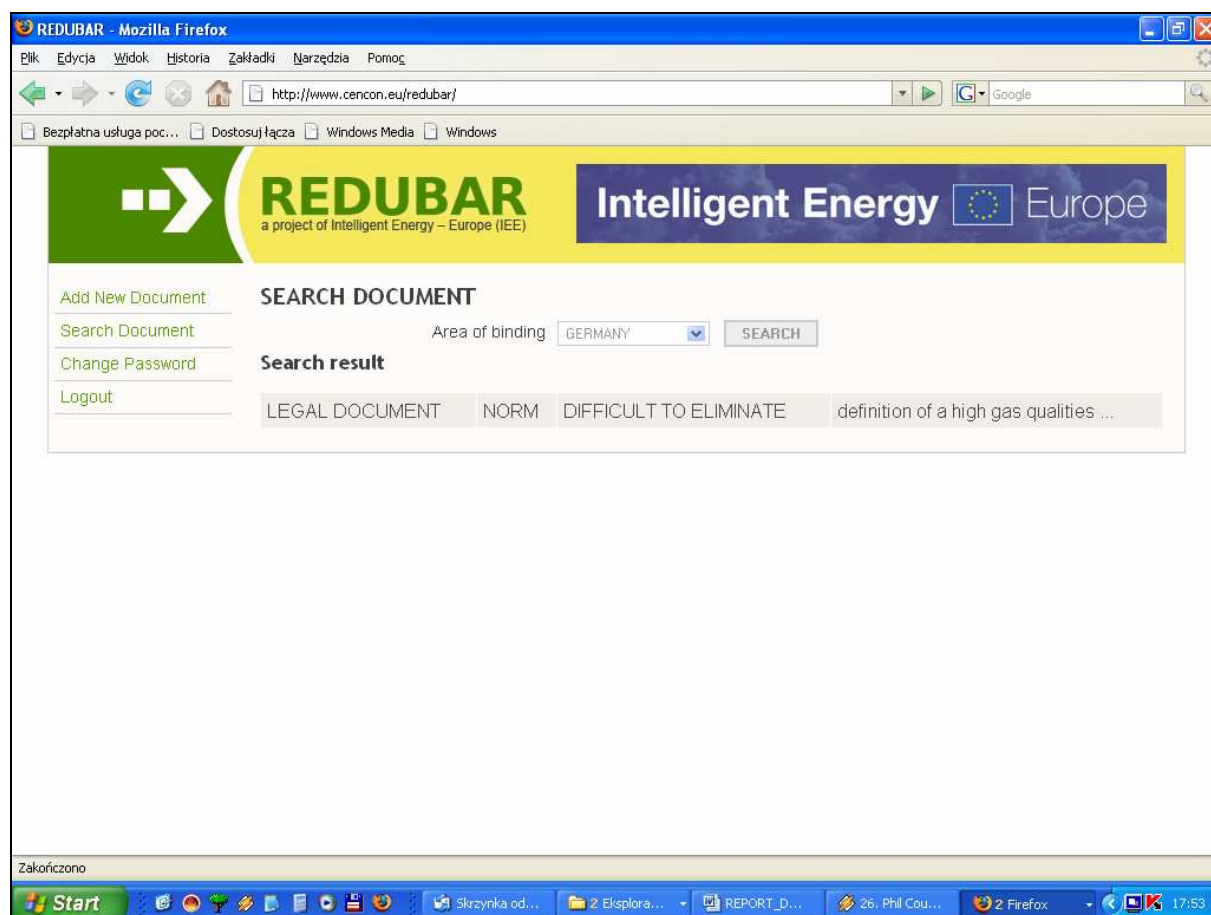 REDUBAR - Mozilla Firefox
Plik Edycja Widok Historia Zakładki Narzędzia Pomoc
http://www.cencon.eu/redubar/ G Google
Bezpłatna usługa poc... Dostosuj łącza Windows Media Windows
REDUBAR
a project of Intelligent Energy – Europe (IEE)
Intelligent Energy Europe
Add New Document
Search Document
Change Password
Logout
SEARCH DOCUMENT
Area of binding GERMANY SEARCH
Search result
LEGAL DOCUMENT NORM DIFFICULT TO ELIMINATE definition of a high gas qualities ...
Zakończono
Start Skrzynka od... 2 Eksplora... REPORT_D... 26. Phil Cou... 2 Firefox 17:53